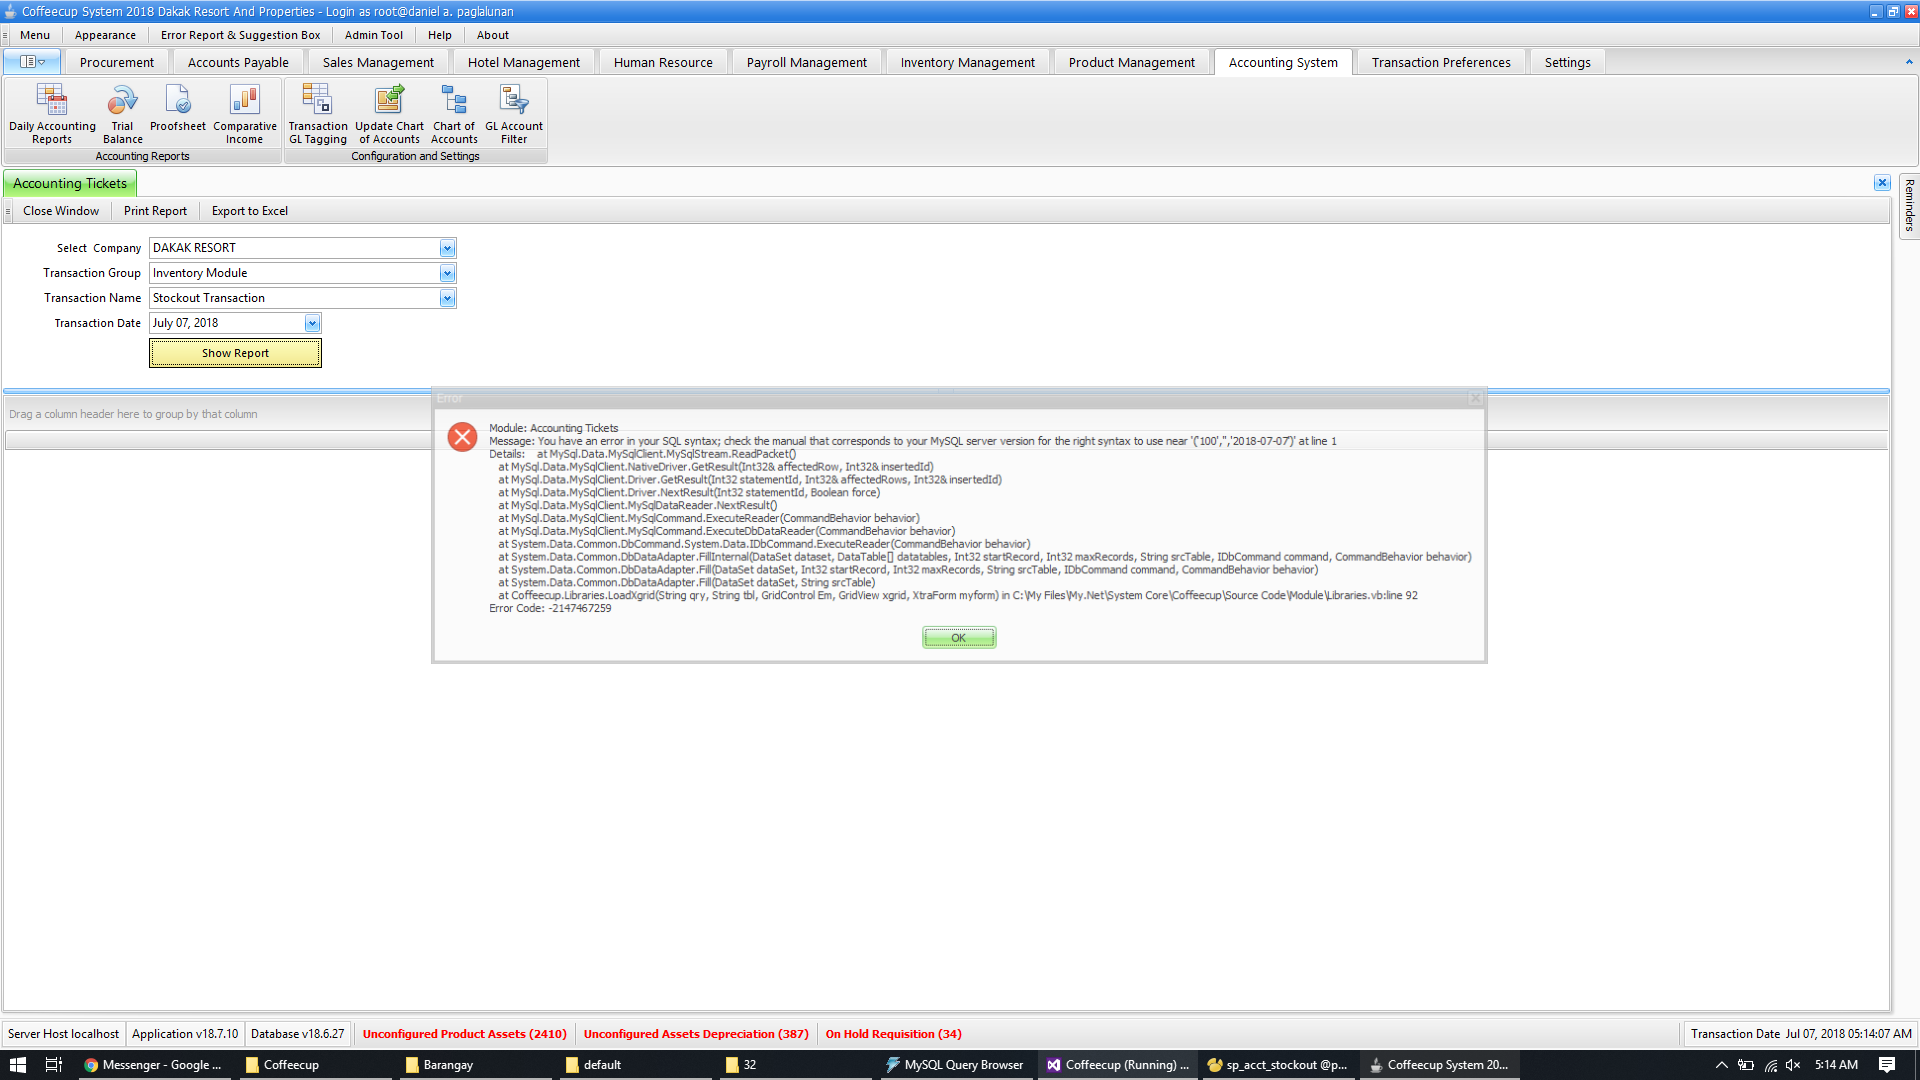 Coffeecup System 2018 Dakak Resort And Properties - Login as root@daniel a. paglalunan
Menu Appearance Error Report & Suggestion Box Admin Tool Help About
Procurement Accounts Payable Sales Management Hotel Management Human Resource Payroll Management Inventory Management Product Management Accounting System Transaction Preferences Settings
Daily Accounting Reports
Trial Balance
Proofsheet
Comparative Income
Transaction GL Tagging
Update Chart of Accounts
Chart of Accounts
GL Account Filter
Accounting Reports Configuration and Settings
Accounting Tickets
Reminders
Close Window Print Report Export to Excel
Select Company DAKAK RESORT
Transaction Group Inventory Module
Transaction Name Stockout Transaction
Transaction Date July 07, 2018
Show Report
Drag a column header here to group by that column
Error
Module: Accounting Tickets
Message: You have an error in your SQL syntax; check the manual that corresponds to your MySQL server version for the right syntax to use near '('100','','2018-07-07')' at line 1
Details: at MySql.Data.MySqlClient.MySqlStream.ReadPacket()
at MySql.Data.MySqlClient.NativeDriver.GetResult(Int32& affectedRow, Int32& insertedId)
at MySql.Data.MySqlClient.Driver.GetResult(Int32 statementId, Int32& affectedRows, Int32& insertedId)
at MySql.Data.MySqlClient.Driver.NextResult(Int32 statementId, Boolean force)
at MySql.Data.MySqlClient.MySqlDataReader.NextResult()
at MySql.Data.MySqlClient.MySqlCommand.ExecuteReader(CommandBehavior behavior)
at MySql.Data.MySqlClient.MySqlCommand.ExecuteDbDataReader(CommandBehavior behavior)
at System.Data.Common.DbCommand.System.Data.IDbCommand.ExecuteReader(CommandBehavior behavior)
at System.Data.Common.DbDataAdapter.FillInternal(DataSet dataset, DataTable[] datatables, Int32 startRecord, Int32 maxRecords, String srcTable, IDbCommand command, CommandBehavior behavior)
at System.Data.Common.DbDataAdapter.Fill(DataSet dataSet, Int32 startRecord, Int32 maxRecords, String srcTable, IDbCommand command, CommandBehavior behavior)
at System.Data.Common.DbDataAdapter.Fill(DataSet dataSet, String srcTable)
at Coffeecup.Libraries.LoadXgrid(String qry, String tbl, GridControl Em, GridView xgrid, XtraForm myform) in C:\My Files\My.Net\System Core\Coffeecup\Source Code\Module\Libraries.vb:line 92
Error Code: -2147467259
OK
Server Host localhost Application v18.7.10 Database v18.6.27 Unconfigured Product Assets (2410) Unconfigured Assets Depreciation (387) On Hold Requisition (34) Transaction Date Jul 07, 2018 05:14:07 AM
Messenger - Google ... Coffeecup Barangay default 32 MySQL Query Browser Coffeecup (Running) ... sp_acct_stockout @p... Coffeecup System 20... 5:14 AM